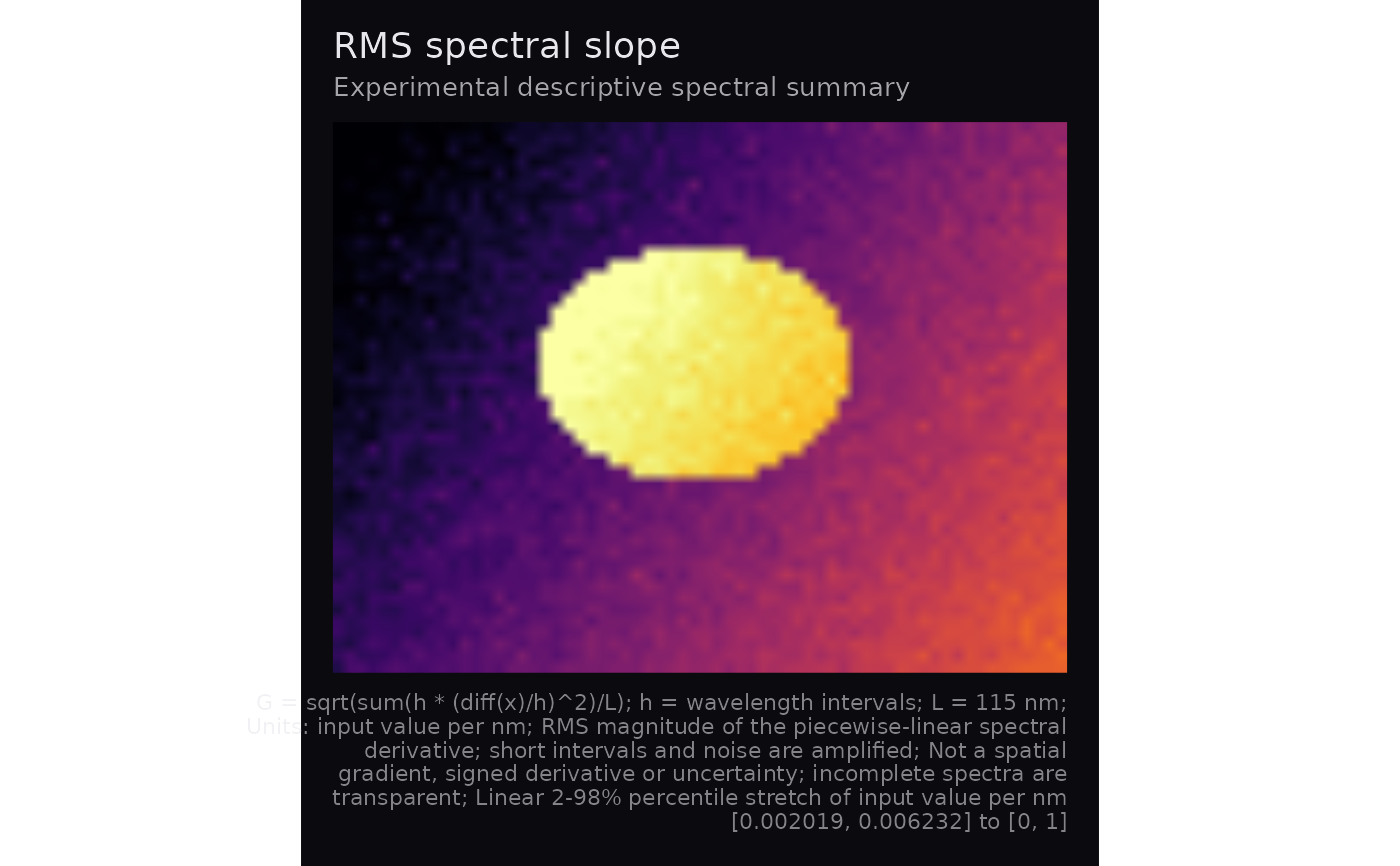 RMS spectral slope
Experimental descriptive spectral summary
G = sqrt(sum(h * (diff(x)/h)^2)/L); h = wavelength intervals; L = 115 nm;
Units: input value per nm; RMS magnitude of the piecewise-linear spectral
derivative; short intervals and noise are amplified; Not a spatial
gradient, signed derivative or uncertainty; incomplete spectra are
transparent; Linear 2-98% percentile stretch of input value per nm
[0.002019, 0.006232] to [0, 1]